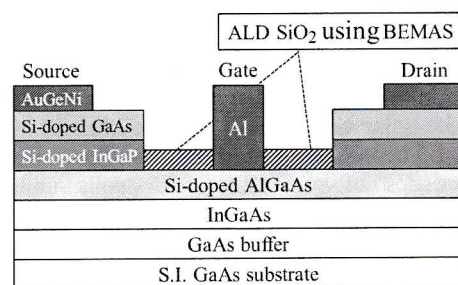 ALD SiO₂ using BEMAS
Source
Gate
Drain
AuGeNi
Al
Si-doped GaAs
Si-doped InGaP
Si-doped AlGaAs
InGaAs
GaAs buffer
S.I. GaAs substrate